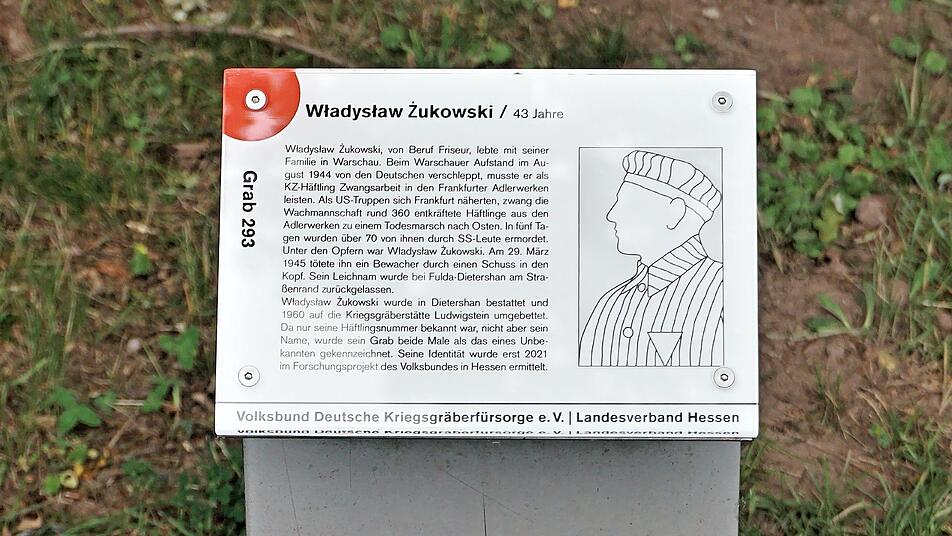 Władysław Żukowski / 43 Jahre
Grab 293
Władysław Żukowski, von Beruf Friseur, lebte mit seiner
Familie in Warschau. Beim Warschauer Aufstand im Au-
gust 1944 von den Deutschen verschleppt, musste er als
KZ-Häftling Zwangsarbeit in den Frankfurter Adlerwerken
leisten. Als US-Truppen sich Frankfurt näherten, zwang die
Wachmannschaft rund 360 entkräftete Häftlinge aus den
Adlerwerken zu einem Todesmarsch nach Osten. In fünf Ta-
gen wurden über 70 von ihnen durch SS-Leute ermordet.
Unter den Opfern war Władysław Żukowski. Am 29. März
1945 tötete ihn ein Bewacher durch einen Schuss in den
Kopf. Sein Leichnam wurde bei Fulda-Dietershan am Stra-
ßenrand zurückgelassen.
Władysław Żukowski wurde in Dietershan bestattet und
1960 auf die Kriegsgräberstätte Ludwigstein umgebettet.
Da nur seine Häftlingsnummer bekannt war, nicht aber sein
Name, wurde sein Grab beide Male als das eines Unbe-
kannten gekennzeichnet. Seine Identität wurde erst 2021
im Forschungsprojekt des Volksbundes in Hessen ermittelt.
Volksbund Deutsche Kriegsgräberfürsorge e. V. | Landesverband Hessen